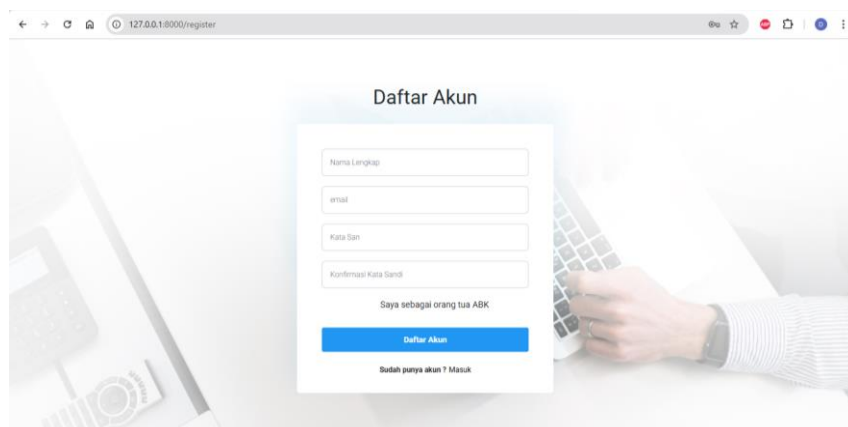 127.0.0.1:8000/register
ABP
D
Daftar Akun
Nama Lengkap
email
Kata San
Konfirmasi Kata Sandi
Saya sebagai orang tua ABK
Daftar Akun
Sudah punya akun ? Masuk